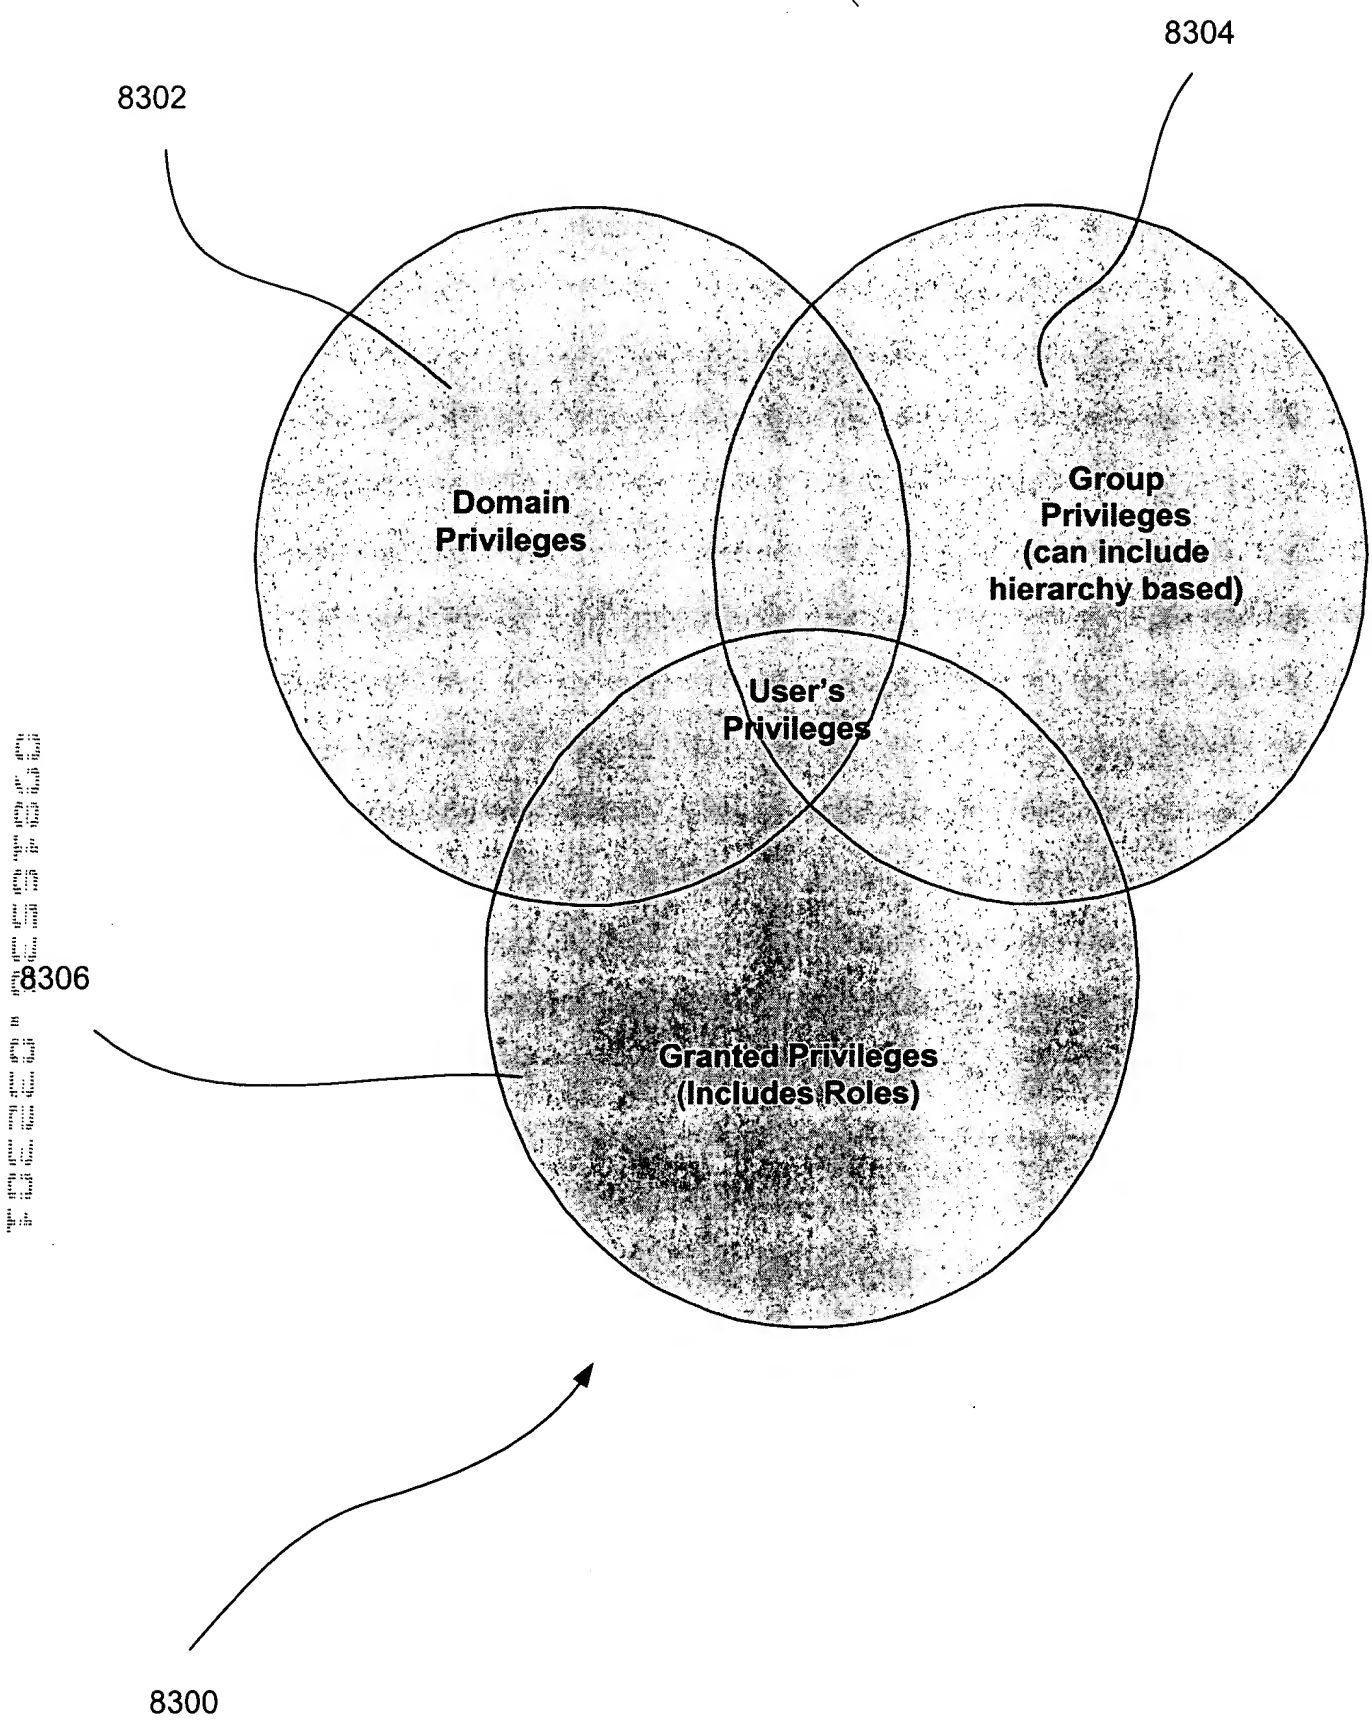 8304
8302
Domain
Privileges
Group
Privileges
(can include
hierarchy based)
User's
Privileges
8306
Granted Privileges
(Includes Roles)
8300